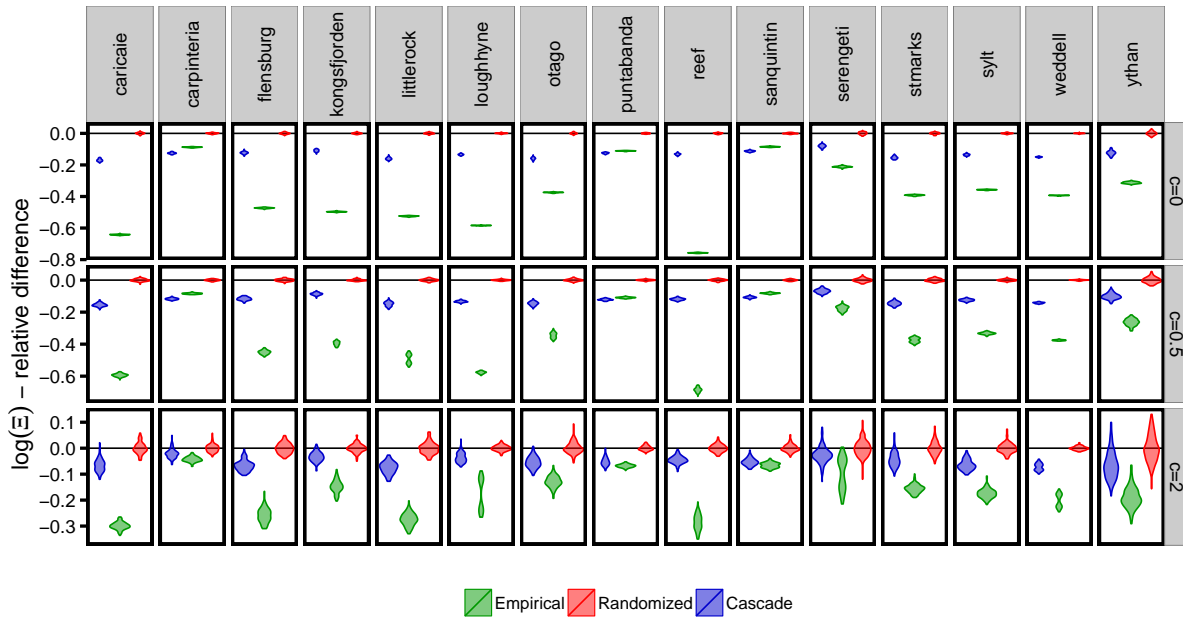 caricaie
carpinteria
flensburg
kongsfjorden
littlerock
loughhyne
otago
puntabanda
reef
sanquintin
serengeti
stmarks
sylt
weddell
ythan
log(Ξ) − relative difference
0.0
−0.2
−0.4
−0.6
−0.8
c=0
0.0
−0.2
−0.4
−0.6
c=0.5
0.1
0.0
−0.1
−0.2
−0.3
c=2
Empirical Randomized Cascade